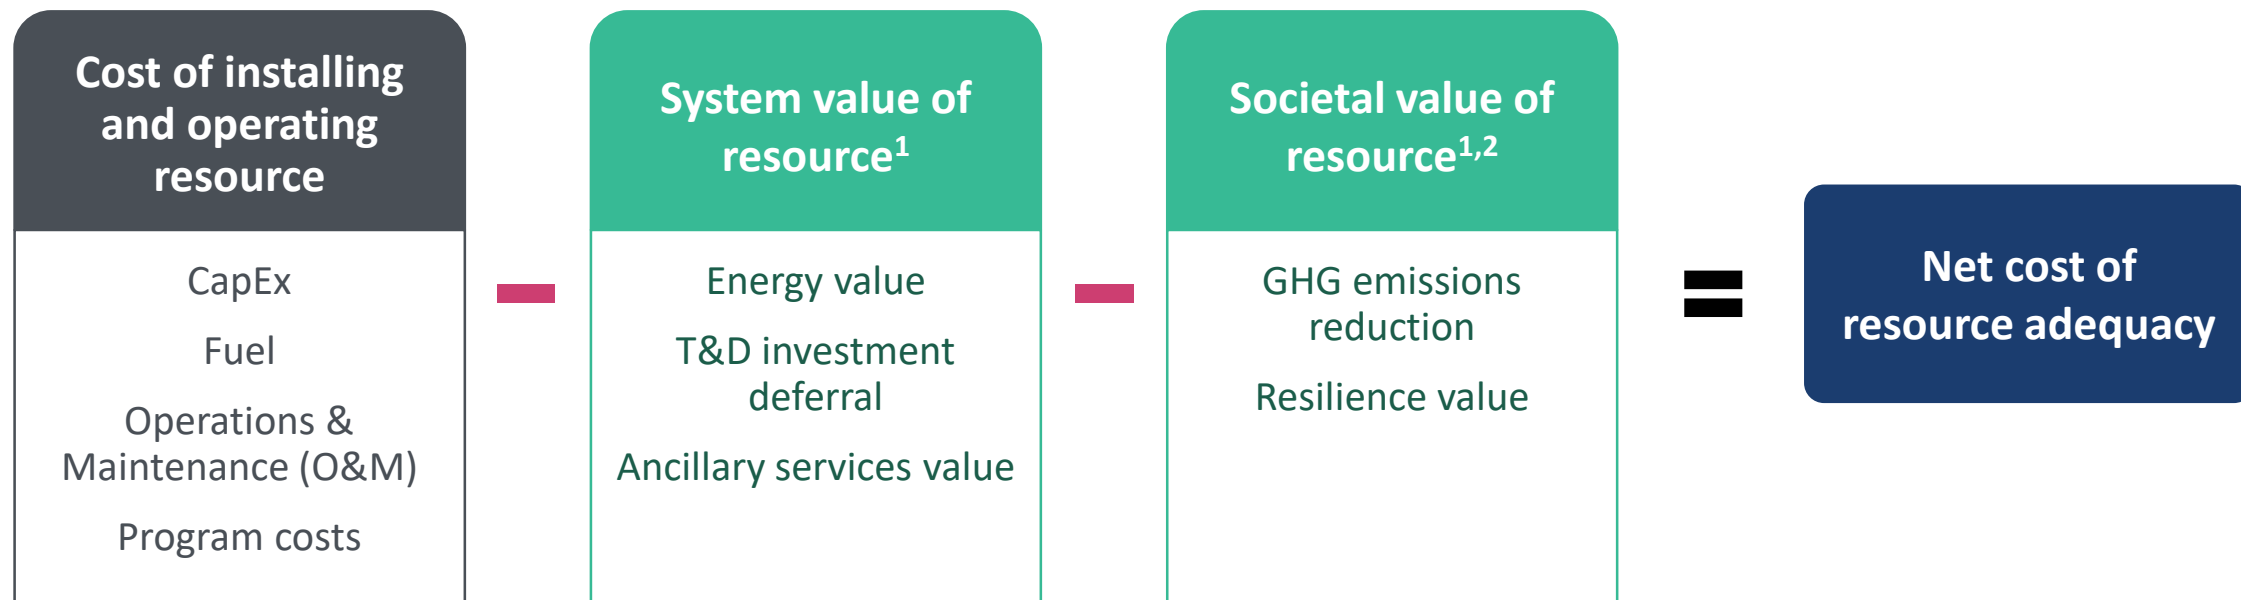 Cost of installing
and operating
resource
CapEx
Fuel
Operations &
Maintenance (O&M)
Program costs
System value of
resource1
Energy value
T&D investment
deferral
Ancillary services value
Societal value of
resource1,2
GHG emissions
reduction
Resilience value
=
Net cost of
resource adequacy